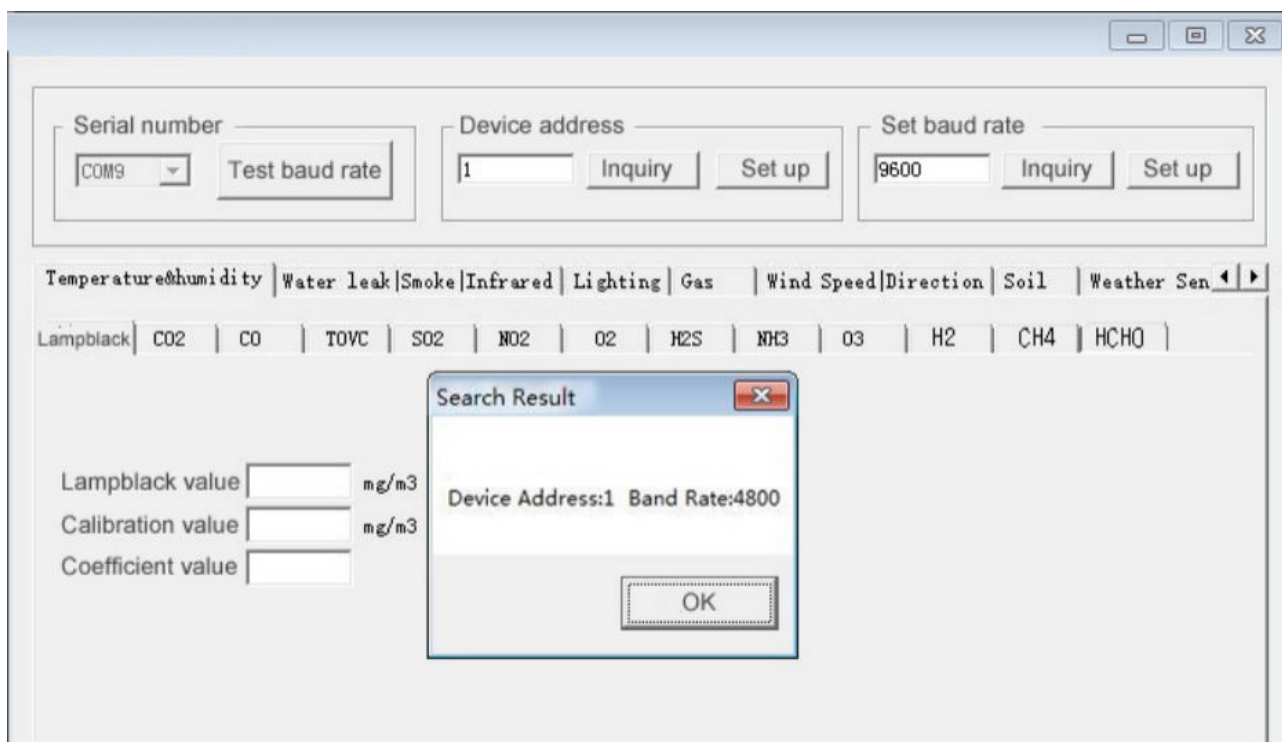 Serial number
Device address
Set baud rate
COM9 Test baud rate
1 Inquiry Set up
9600 Inquiry Set up
Temperature&humidity Water leak|Smoke|Infrared Lighting Gas Wind Speed|Direction Soil Weather Sen
Lampblack CO2 CO TOVC SO2 NO2 O2 H2S NH3 O3 H2 CH4 HCHO
Search Result
Device Address:1 Band Rate:4800
OK
Lampblack value mg/m3
Calibration value mg/m3
Coefficient value